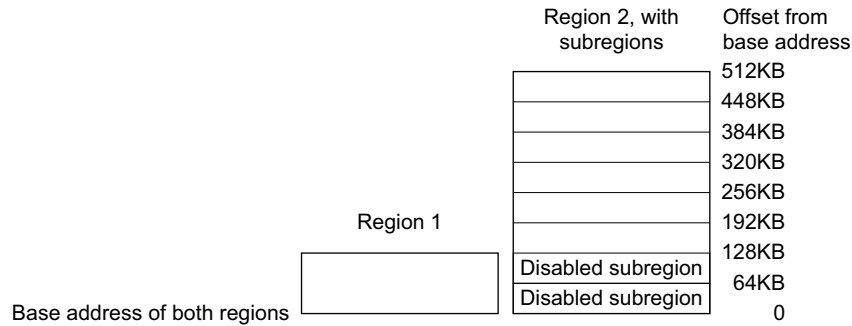 Region 2, with
subregions
Offset from
base address
512KB
448KB
384KB
320KB
256KB
192KB
Region 1
128KB
Disabled subregion
64KB
Disabled subregion
Base address of both regions
0